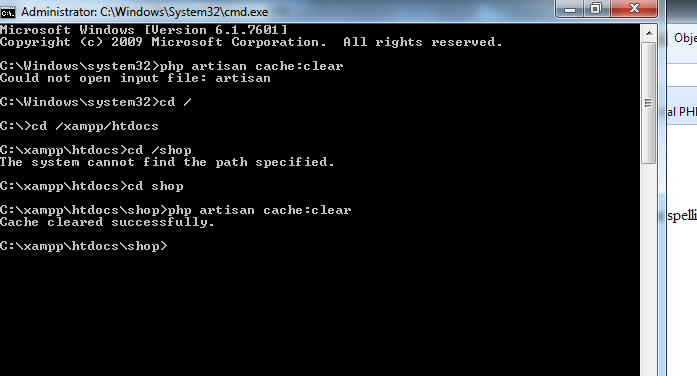 Administrator: C:\Windows\System32\cmd.exe
Microsoft Windows [Version 6.1.7601]
Copyright (c) 2009 Microsoft Corporation.  All rights reserved.
C:\Windows\system32>php artisan cache:clear
Could not open input file: artisan
C:\Windows\system32>cd /
C:\>cd /xampp/htdocs
C:\xampp\htdocs>cd /shop
The system cannot find the path specified.
C:\xampp\htdocs>cd shop
C:\xampp\htdocs\shop>php artisan cache:clear
Cache cleared successfully.
C:\xampp\htdocs\shop>
Obje
al PH
spelli